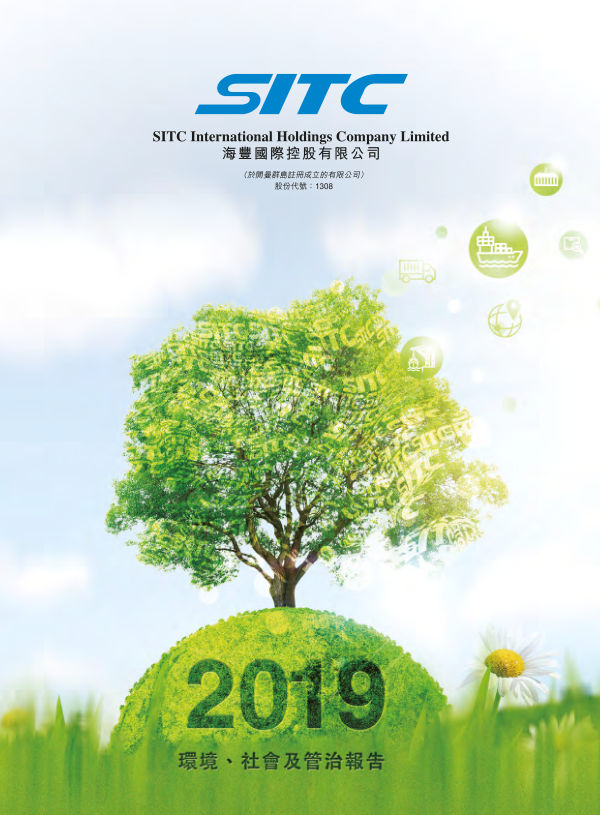 SITC
SITC International Holdings Company Limited
海豐國際控股有限公司
（於開曼群島註冊成立的有限公司）
股份代號：1308
2019
環境、社會及管治報告